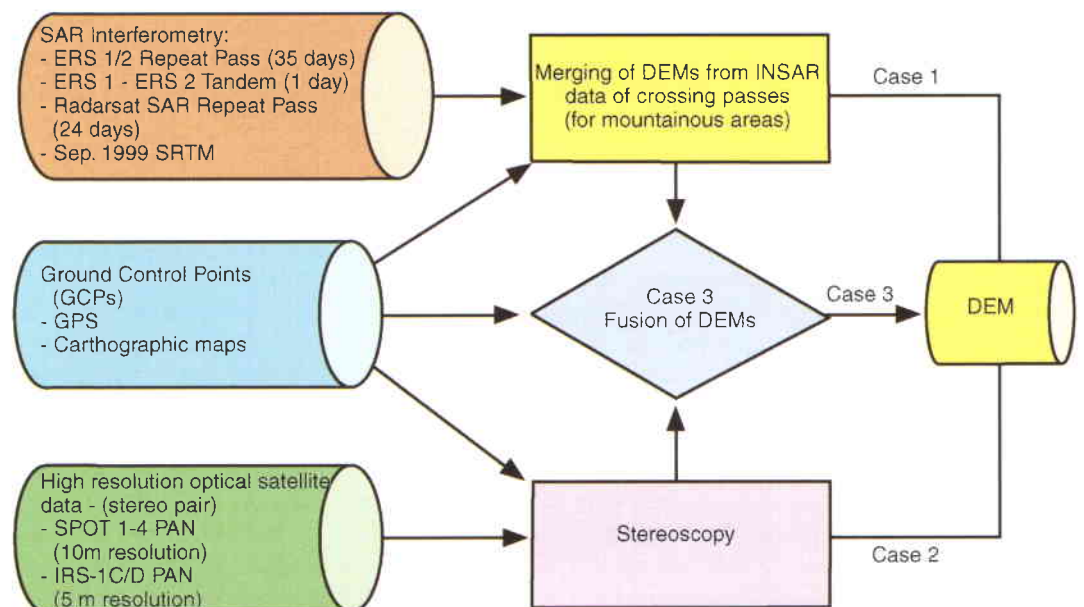 SAR Interferometry:
- ERS 1/2 Repeat Pass (35 days)
- ERS 1 - ERS 2 Tandem (1 day)
- Radarsat SAR Repeat Pass
(24 days)
- Sep. 1999 SRTM
Merging of DEMs from INSAR
data of crossing passes
(for mountainous areas)
Case 1
Ground Control Points
(GCPs)
- GPS
- Carthographic maps
Case 3
Fusion of DEMs
Case 3
DEM
High resolution optical satellite
data - (stereo pair)
- SPOT 1-4 PAN
(10m resolution)
- IRS-1C/D PAN
(5 m resolution)
Stereoscopy
Case 2